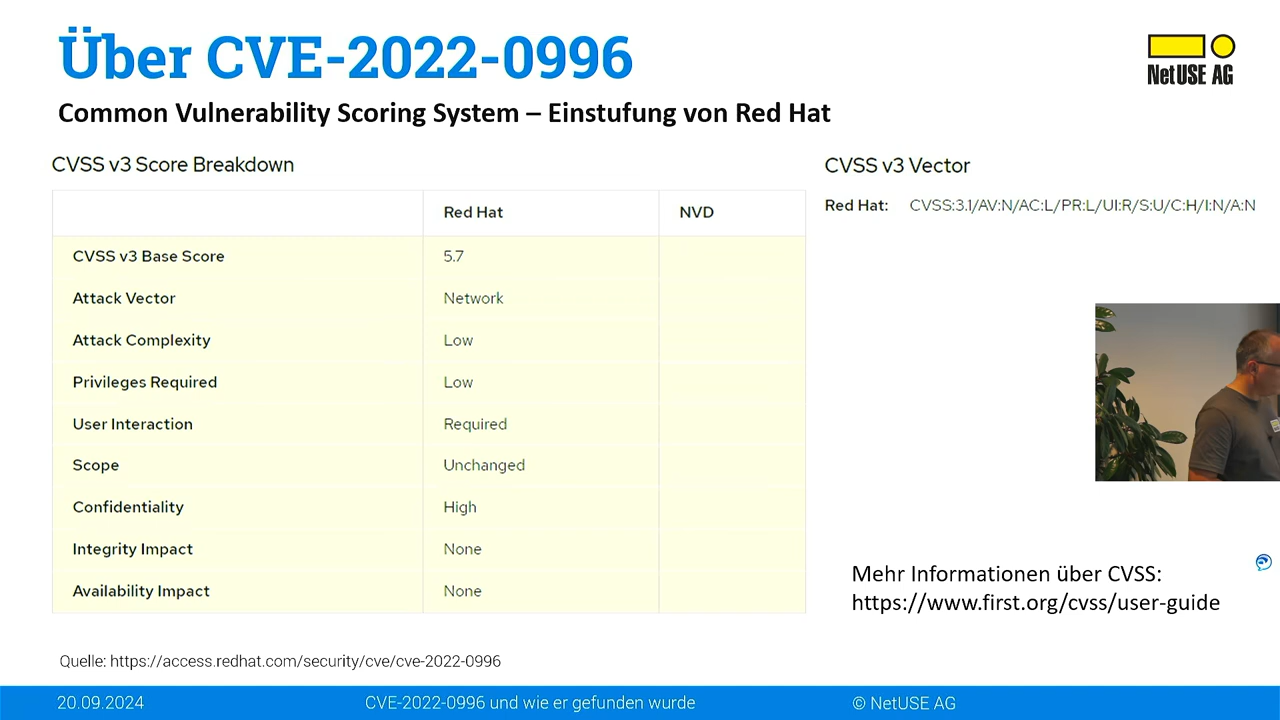 Über CVE-2022-0996
NetUSE AG
Common Vulnerability Scoring System – Einstufung von Red Hat
CVSS v3 Score Breakdown
Red Hat NVD
CVSS v3 Base Score 5.7
Attack Vector Network
Attack Complexity Low
Privileges Required Low
User Interaction Required
Scope Unchanged
Confidentiality High
Integrity Impact None
Availability Impact None
CVSS v3 Vector
Red Hat: CVSS:3.1/AV:N/AC:L/PR:L/UI:R/S:U/C:H/I:N/A:N
Mehr Informationen über CVSS:
https://www.first.org/cvss/user-guide
Quelle: https://access.redhat.com/security/cve/cve-2022-0996
20.09.2024 CVE-2022-0996 und wie er gefunden wurde © NetUSE AG